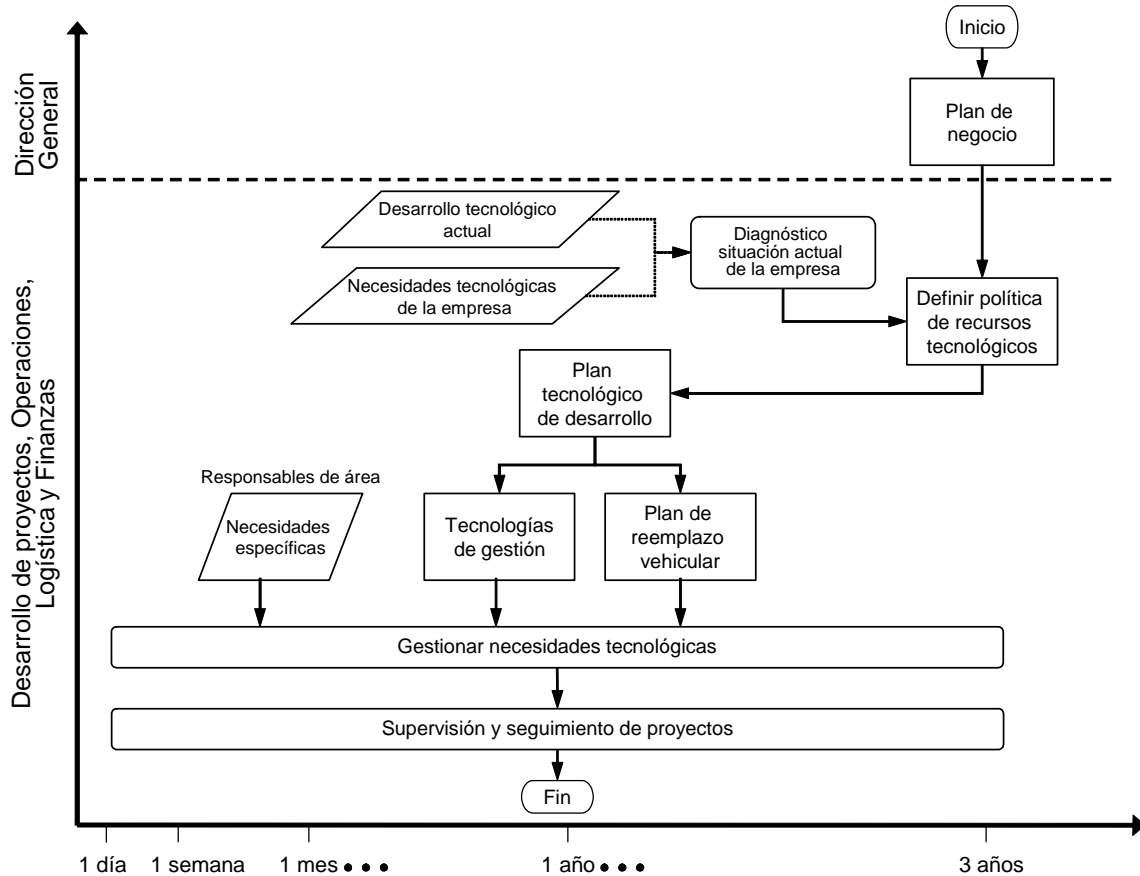 Inicio
Dirección
General
Plan de
negocio
Desarrollo tecnológico
actual
Diagnóstico
situación actual
de la empresa
Necesidades tecnológicas
de la empresa
Definir política
de recursos
tecnológicos
Desarrollo de proyectos, Operaciones,
Logística y Finanzas
Plan
tecnológico
de desarrollo
Responsables de área
Necesidades
específicas
Tecnologías
de gestión
Plan de
reemplazo
vehicular
Gestionar necesidades tecnológicas
Supervisión y seguimiento de proyectos
Fin
1 día
1 semana
1 mes
1 año
3 años